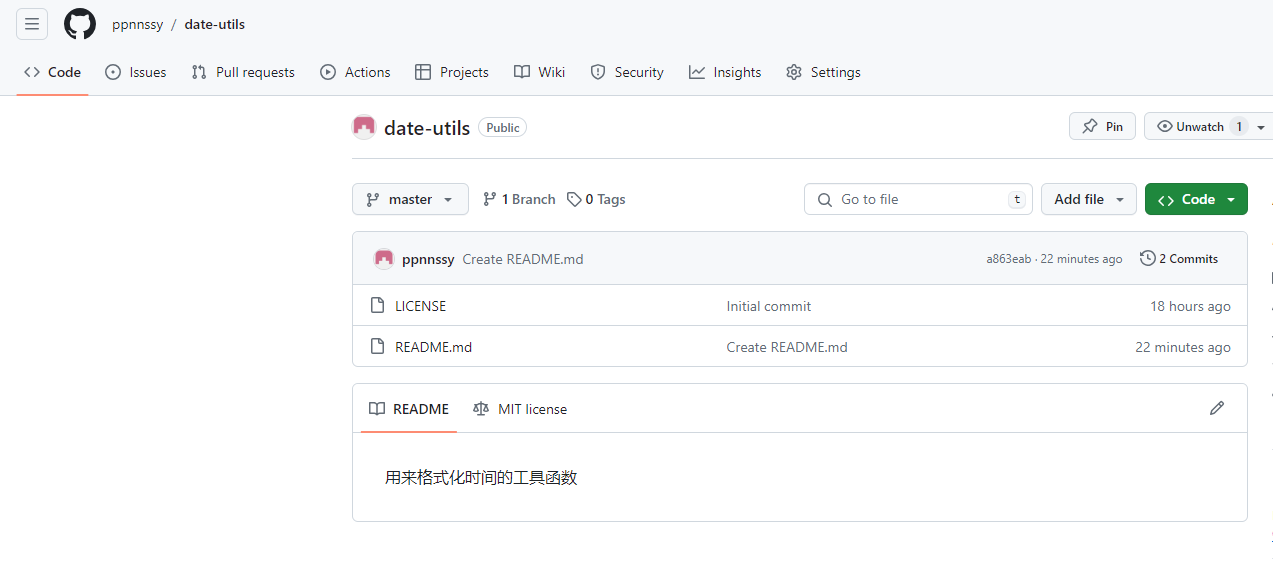 ppnnssy / date-utils
Code Issues Pull requests Actions Projects Wiki Security Insights Settings
date-utils Public Pin Unwatch 1
master 1 Branch 0 Tags Go to file t Add file Code
ppnnssy Create README.md a863eab · 22 minutes ago 2 Commits
LICENSE Initial commit 18 hours ago
README.md Create README.md 22 minutes ago
README MIT license
用来格式化时间的工具函数